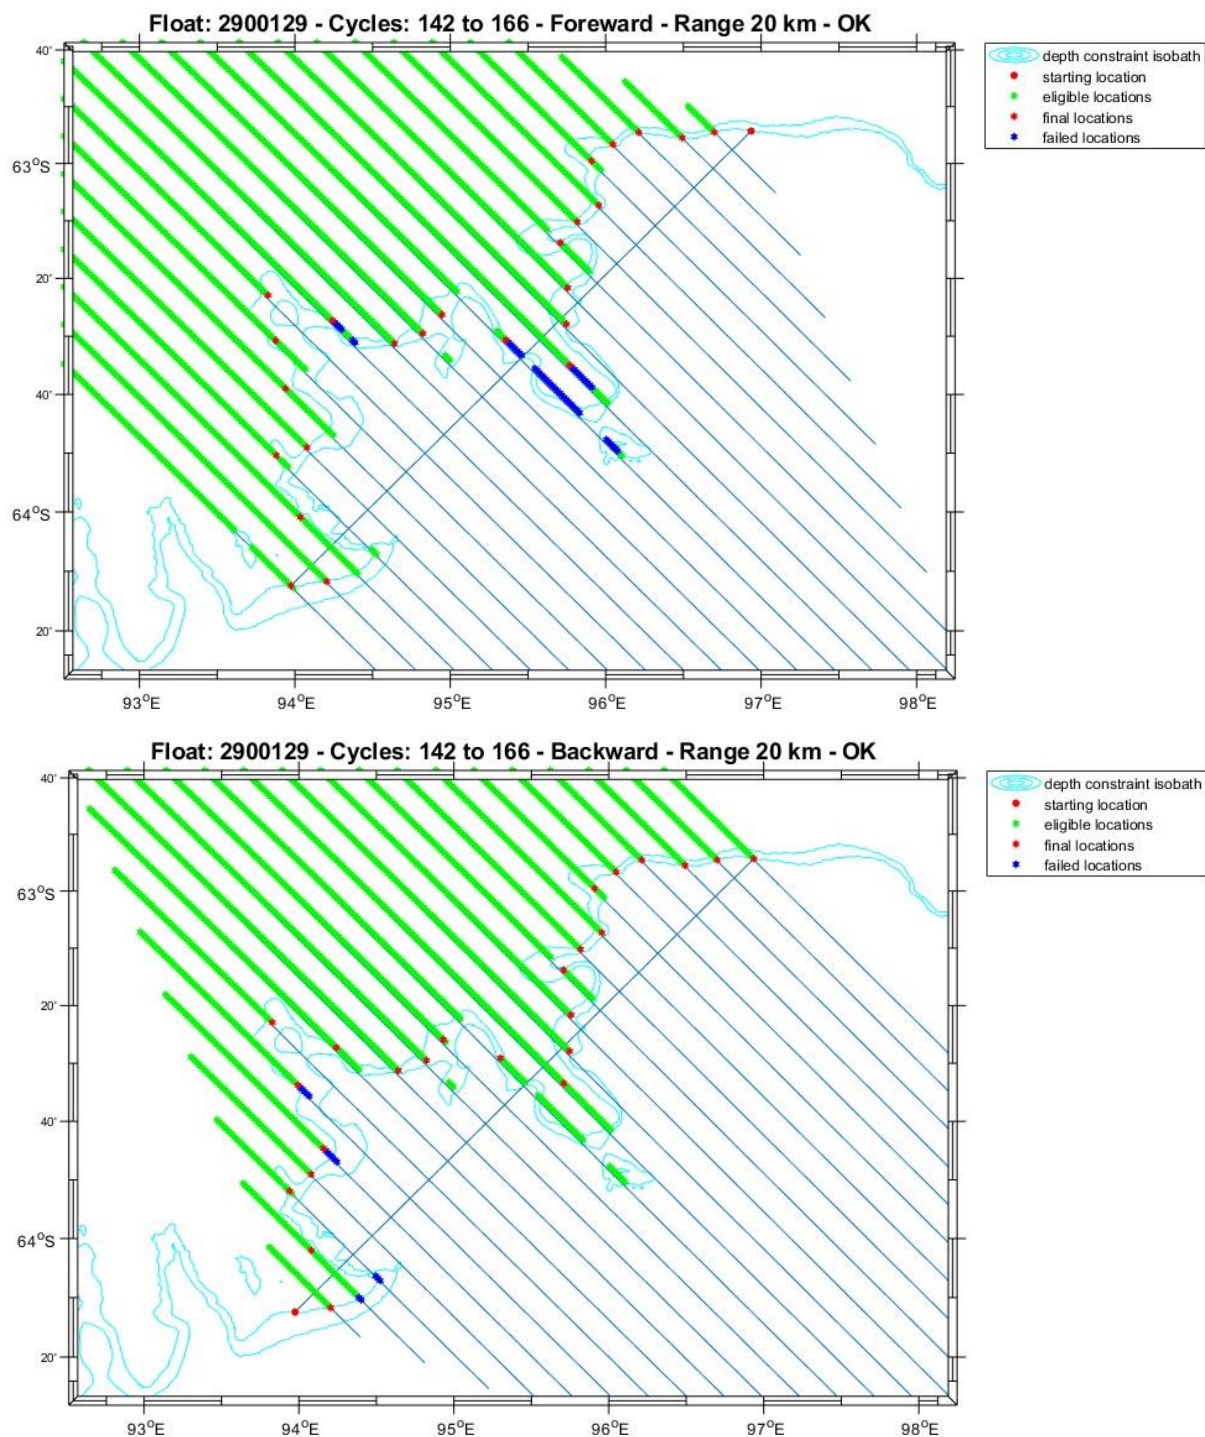 Float: 2900129 - Cycles: 142 to 166 - Foreward - Range 20 km - OK
40'
63°S
20'
40'
64°S
20'
93°E
94°E
95°E
96°E
97°E
98°E
depth constraint isobath
starting location
eligible locations
final locations
failed locations
Float: 2900129 - Cycles: 142 to 166 - Backward - Range 20 km - OK
40'
63°S
20'
40'
64°S
20'
93°E
94°E
95°E
96°E
97°E
98°E
depth constraint isobath
starting location
eligible locations
final locations
failed locations